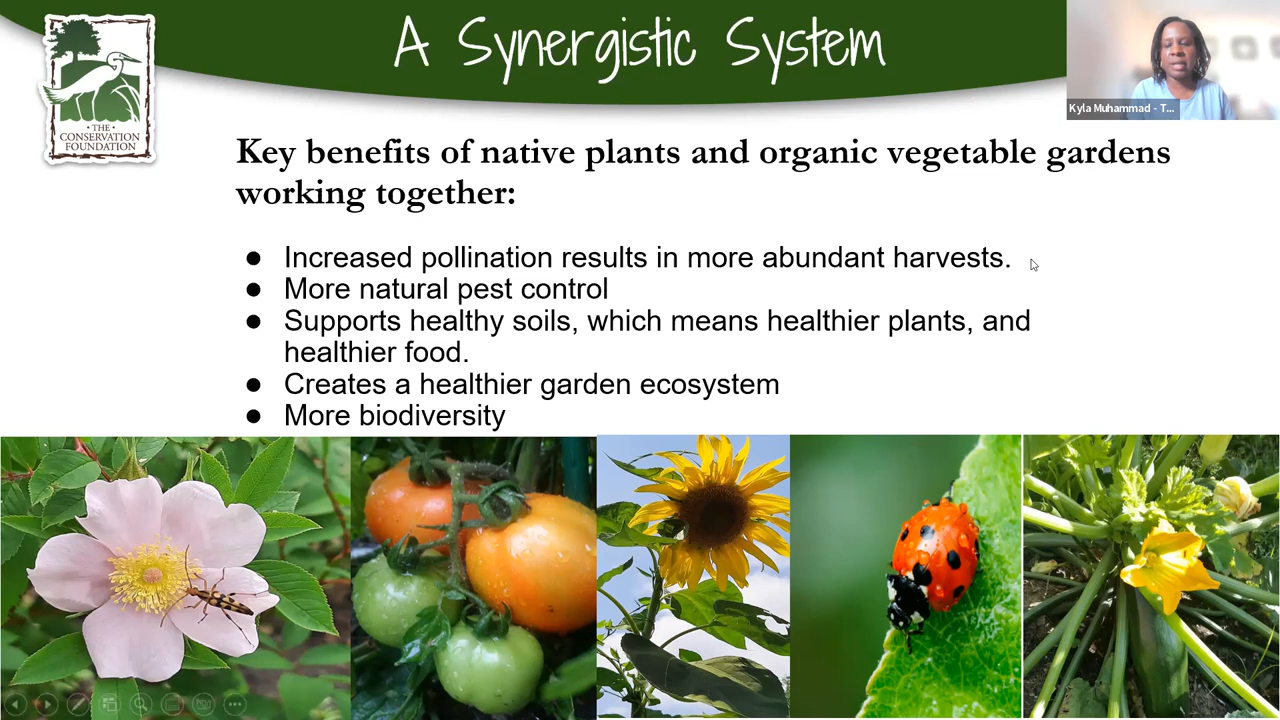 A Synergistic System
• THE •
CONSERVATION
FOUNDATION
Kyla Muhammad - T...
Key benefits of native plants and organic vegetable gardens
working together:
● Increased pollination results in more abundant harvests.
● More natural pest control
● Supports healthy soils, which means healthier plants, and
healthier food.
● Creates a healthier garden ecosystem
● More biodiversity